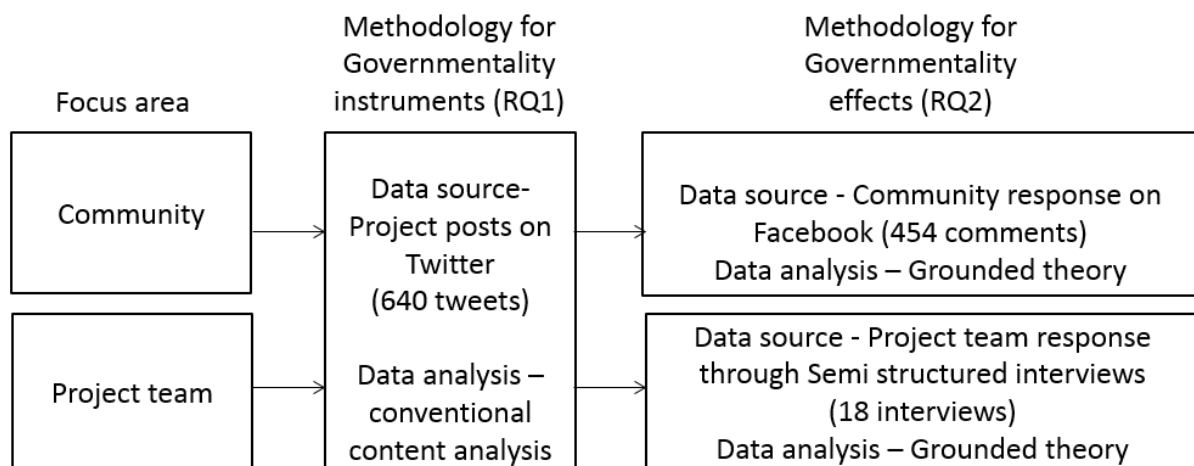 Focus area
Methodology for
Governmentality
instruments (RQ1)
Methodology for
Governmentality
effects (RQ2)
Community
Project team
Data source-
Project posts on
Twitter
(640 tweets)
Data analysis –
conventional
content analysis
Data source - Community response on
Facebook (454 comments)
Data analysis – Grounded theory
Data source - Project team response
through Semi structured interviews
(18 interviews)
Data analysis – Grounded theory